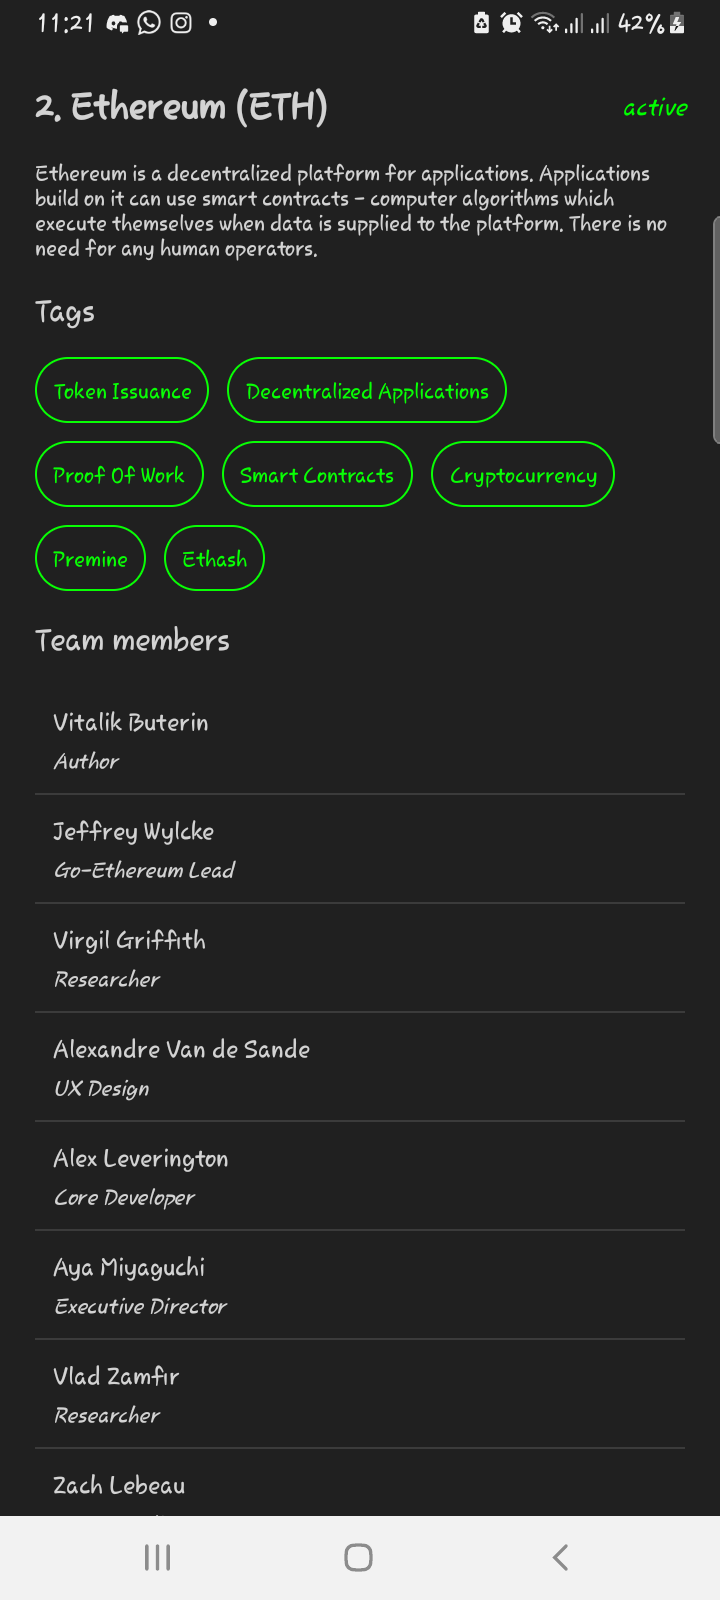 11:21 42%
2. Ethereum (ETH) active
Ethereum is a decentralized platform for applications. Applications
build on it can use smart contracts - computer algorithms which
execute themselves when data is supplied to the platform. There is no
need for any human operators.
Tags
Token Issuance Decentralized Applications
Proof Of Work Smart Contracts Cryptocurrency
Premine Ethash
Team members
Vitalik Buterin
Author
Jeffrey Wylcke
Go-Ethereum Lead
Virgil Griffith
Researcher
Alexandre Van de Sande
UX Design
Alex Leverington
Core Developer
Aya Miyaguchi
Executive Director
Vlad Zamfir
Researcher
Zach Lebeau